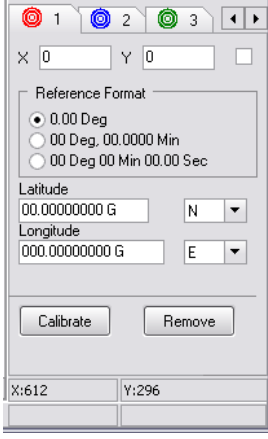 1 2 3
X 0 Y 0
Reference Format
0.00 Deg
00 Deg, 00.0000 Min
00 Deg 00 Min 00.00 Sec
Latitude
00.00000000 G N
Longitude
000.00000000 G E
Calibrate Remove
X:612 Y:296